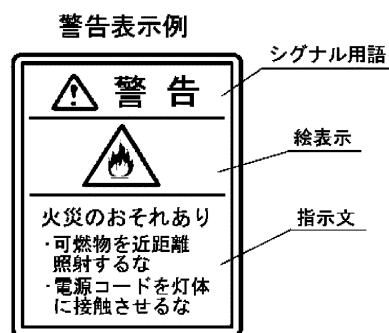 警告表示例
シグナル用語
警告
絵表示
火災のおそれあり
指示文
・可燃物を近距離
照射するな
・電源コードを灯体
に接触させるな